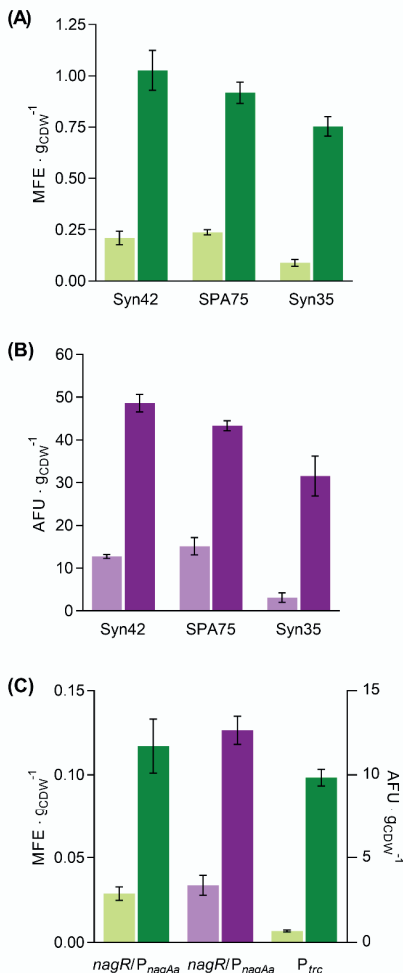 (A)
1.25
1.00
0.75
0.50
0.25
0.00
MFE · gCDW⁻¹
Syn42 SPA75 Syn35
(B)
60
50
40
30
20
10
0
AFU · gCDW⁻¹
Syn42 SPA75 Syn35
(C)
0.15 15
0.10 10
0.05 5
0.00 0
MFE · gCDW⁻¹
AFU · gCDW⁻¹
nagR/PnagAa nagR/PnagAa Ptrc